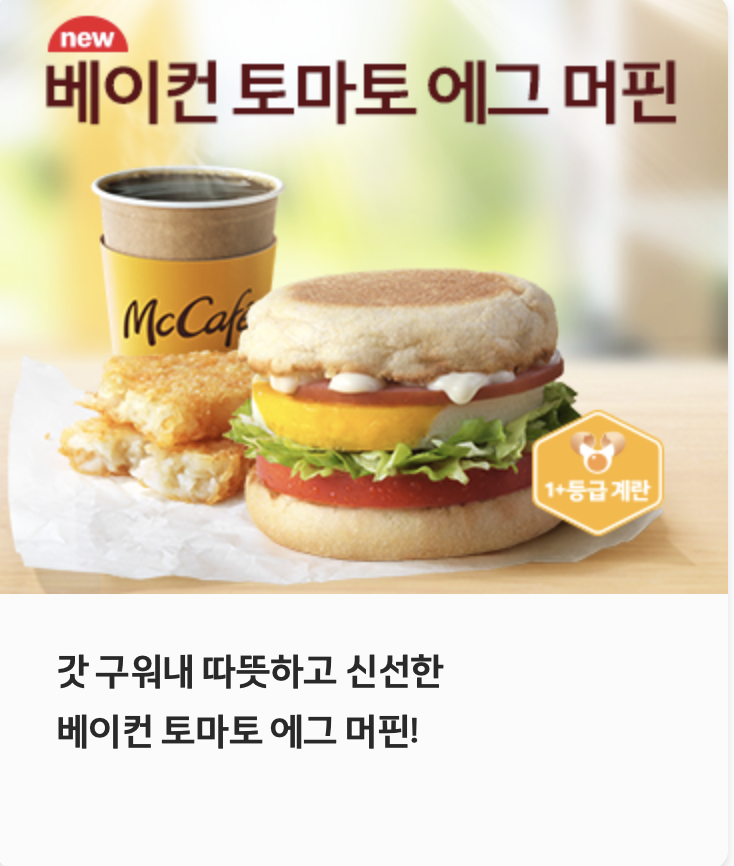 new
베이컨 토마토 에그 머핀
McCafé
1+등급 계란
갓 구워내 따뜻하고 신선한
베이컨 토마토 에그 머핀!